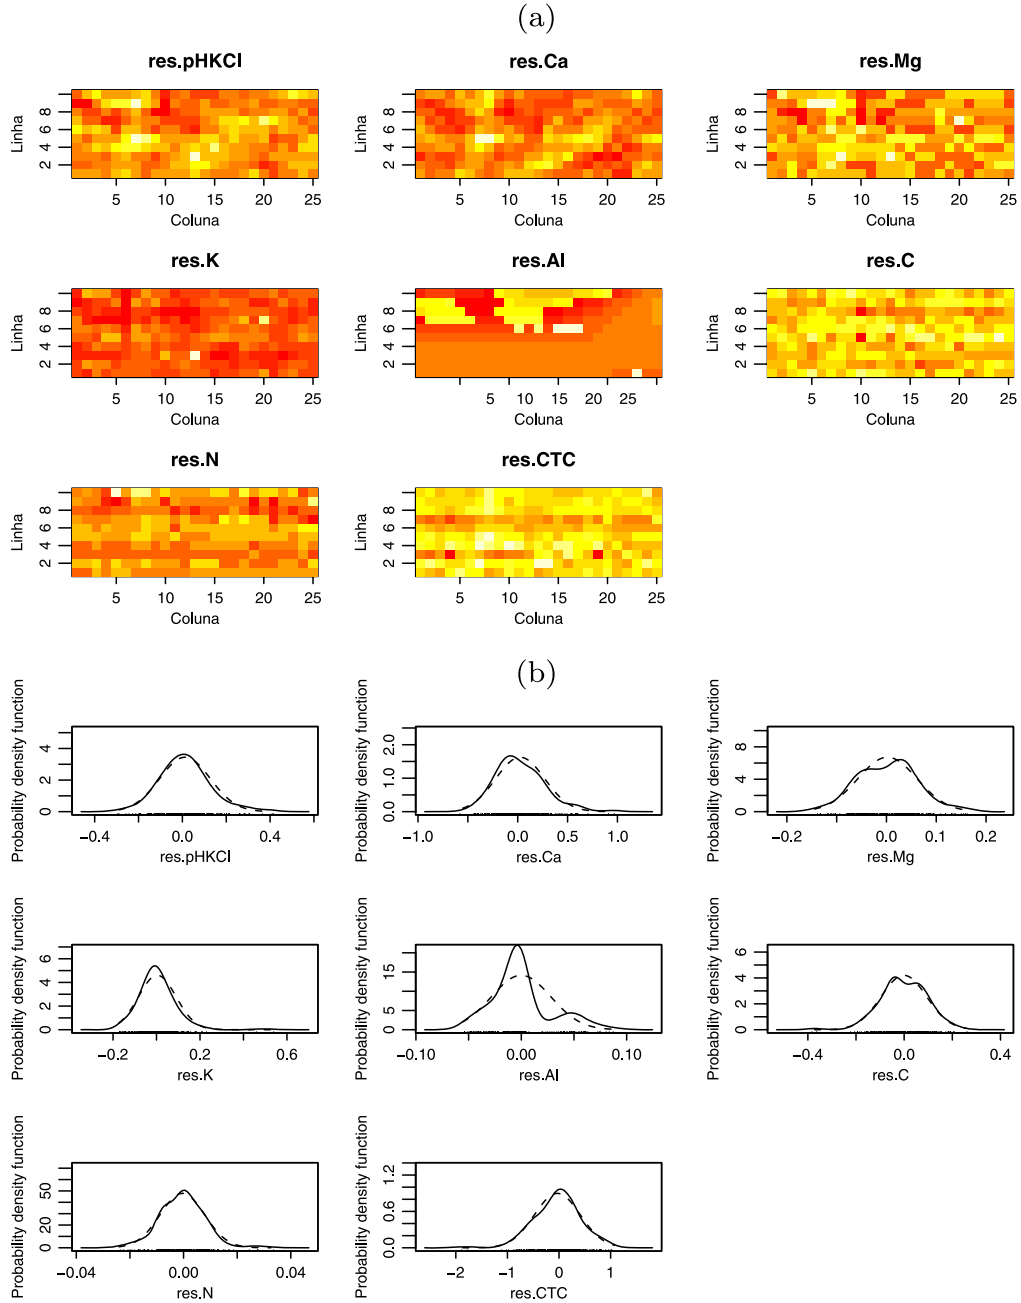 (a)
res.pHKCl res.Ca res.Mg
Linha 2 4 6 8 Linha 2 4 6 8 Linha 2 4 6 8
5 10 15 20 25 5 10 15 20 25 5 10 15 20 25
Coluna Coluna Coluna
res.K res.Al res.C
Linha 2 4 6 8 Linha 2 4 6 8 Linha 2 4 6 8
5 10 15 20 25 5 10 15 20 25 5 10 15 20 25
Coluna Coluna Coluna
res.N res.CTC
Linha 2 4 6 8 Linha 2 4 6 8
5 10 15 20 25 5 10 15 20 25
Coluna Coluna
(b)
Probability density function 0 2 4 Probability density function 0.0 1.0 2.0 Probability density function 0 4 8
−0.4 0.0 0.4 −1.0 0.0 1.0 −0.2 0.0 0.2
res.pHKCl res.Ca res.Mg
Probability density function 0 2 4 6 Probability density function 0 5 15 Probability density function 0 2 4 6
−0.2 0.2 0.6 −0.10 0.00 0.10 −0.4 0.0 0.4
res.K res.Al res.C
Probability density function 0 20 50 Probability density function 0.0 0.6 1.2
−0.04 0.00 0.04 −2 −1 0 1
res.N res.CTC